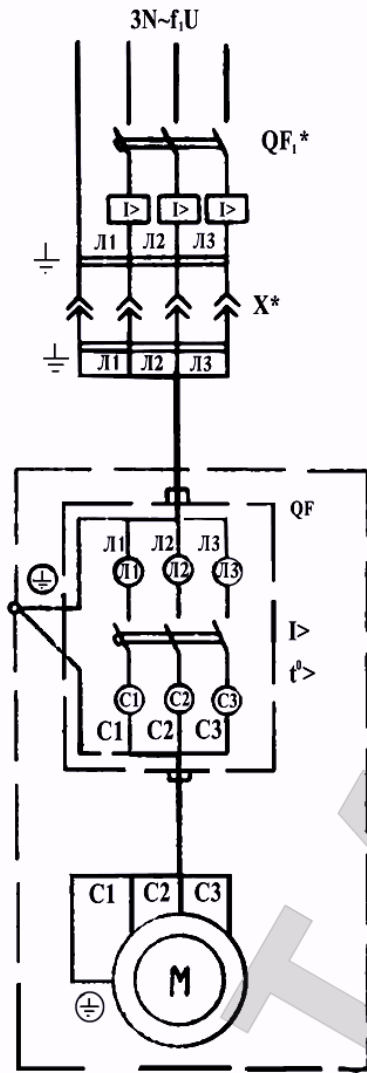 3N~f₁U
QF₁*
I> I> I>
Л1 Л2 Л3
X*
Л1 Л2 Л3
QF
Л1 Л2 Л3
Л1 Л2 Л3
I>
t⁰>
C1 C2 C3
C1 C2 C3
C1 C2 C3
M